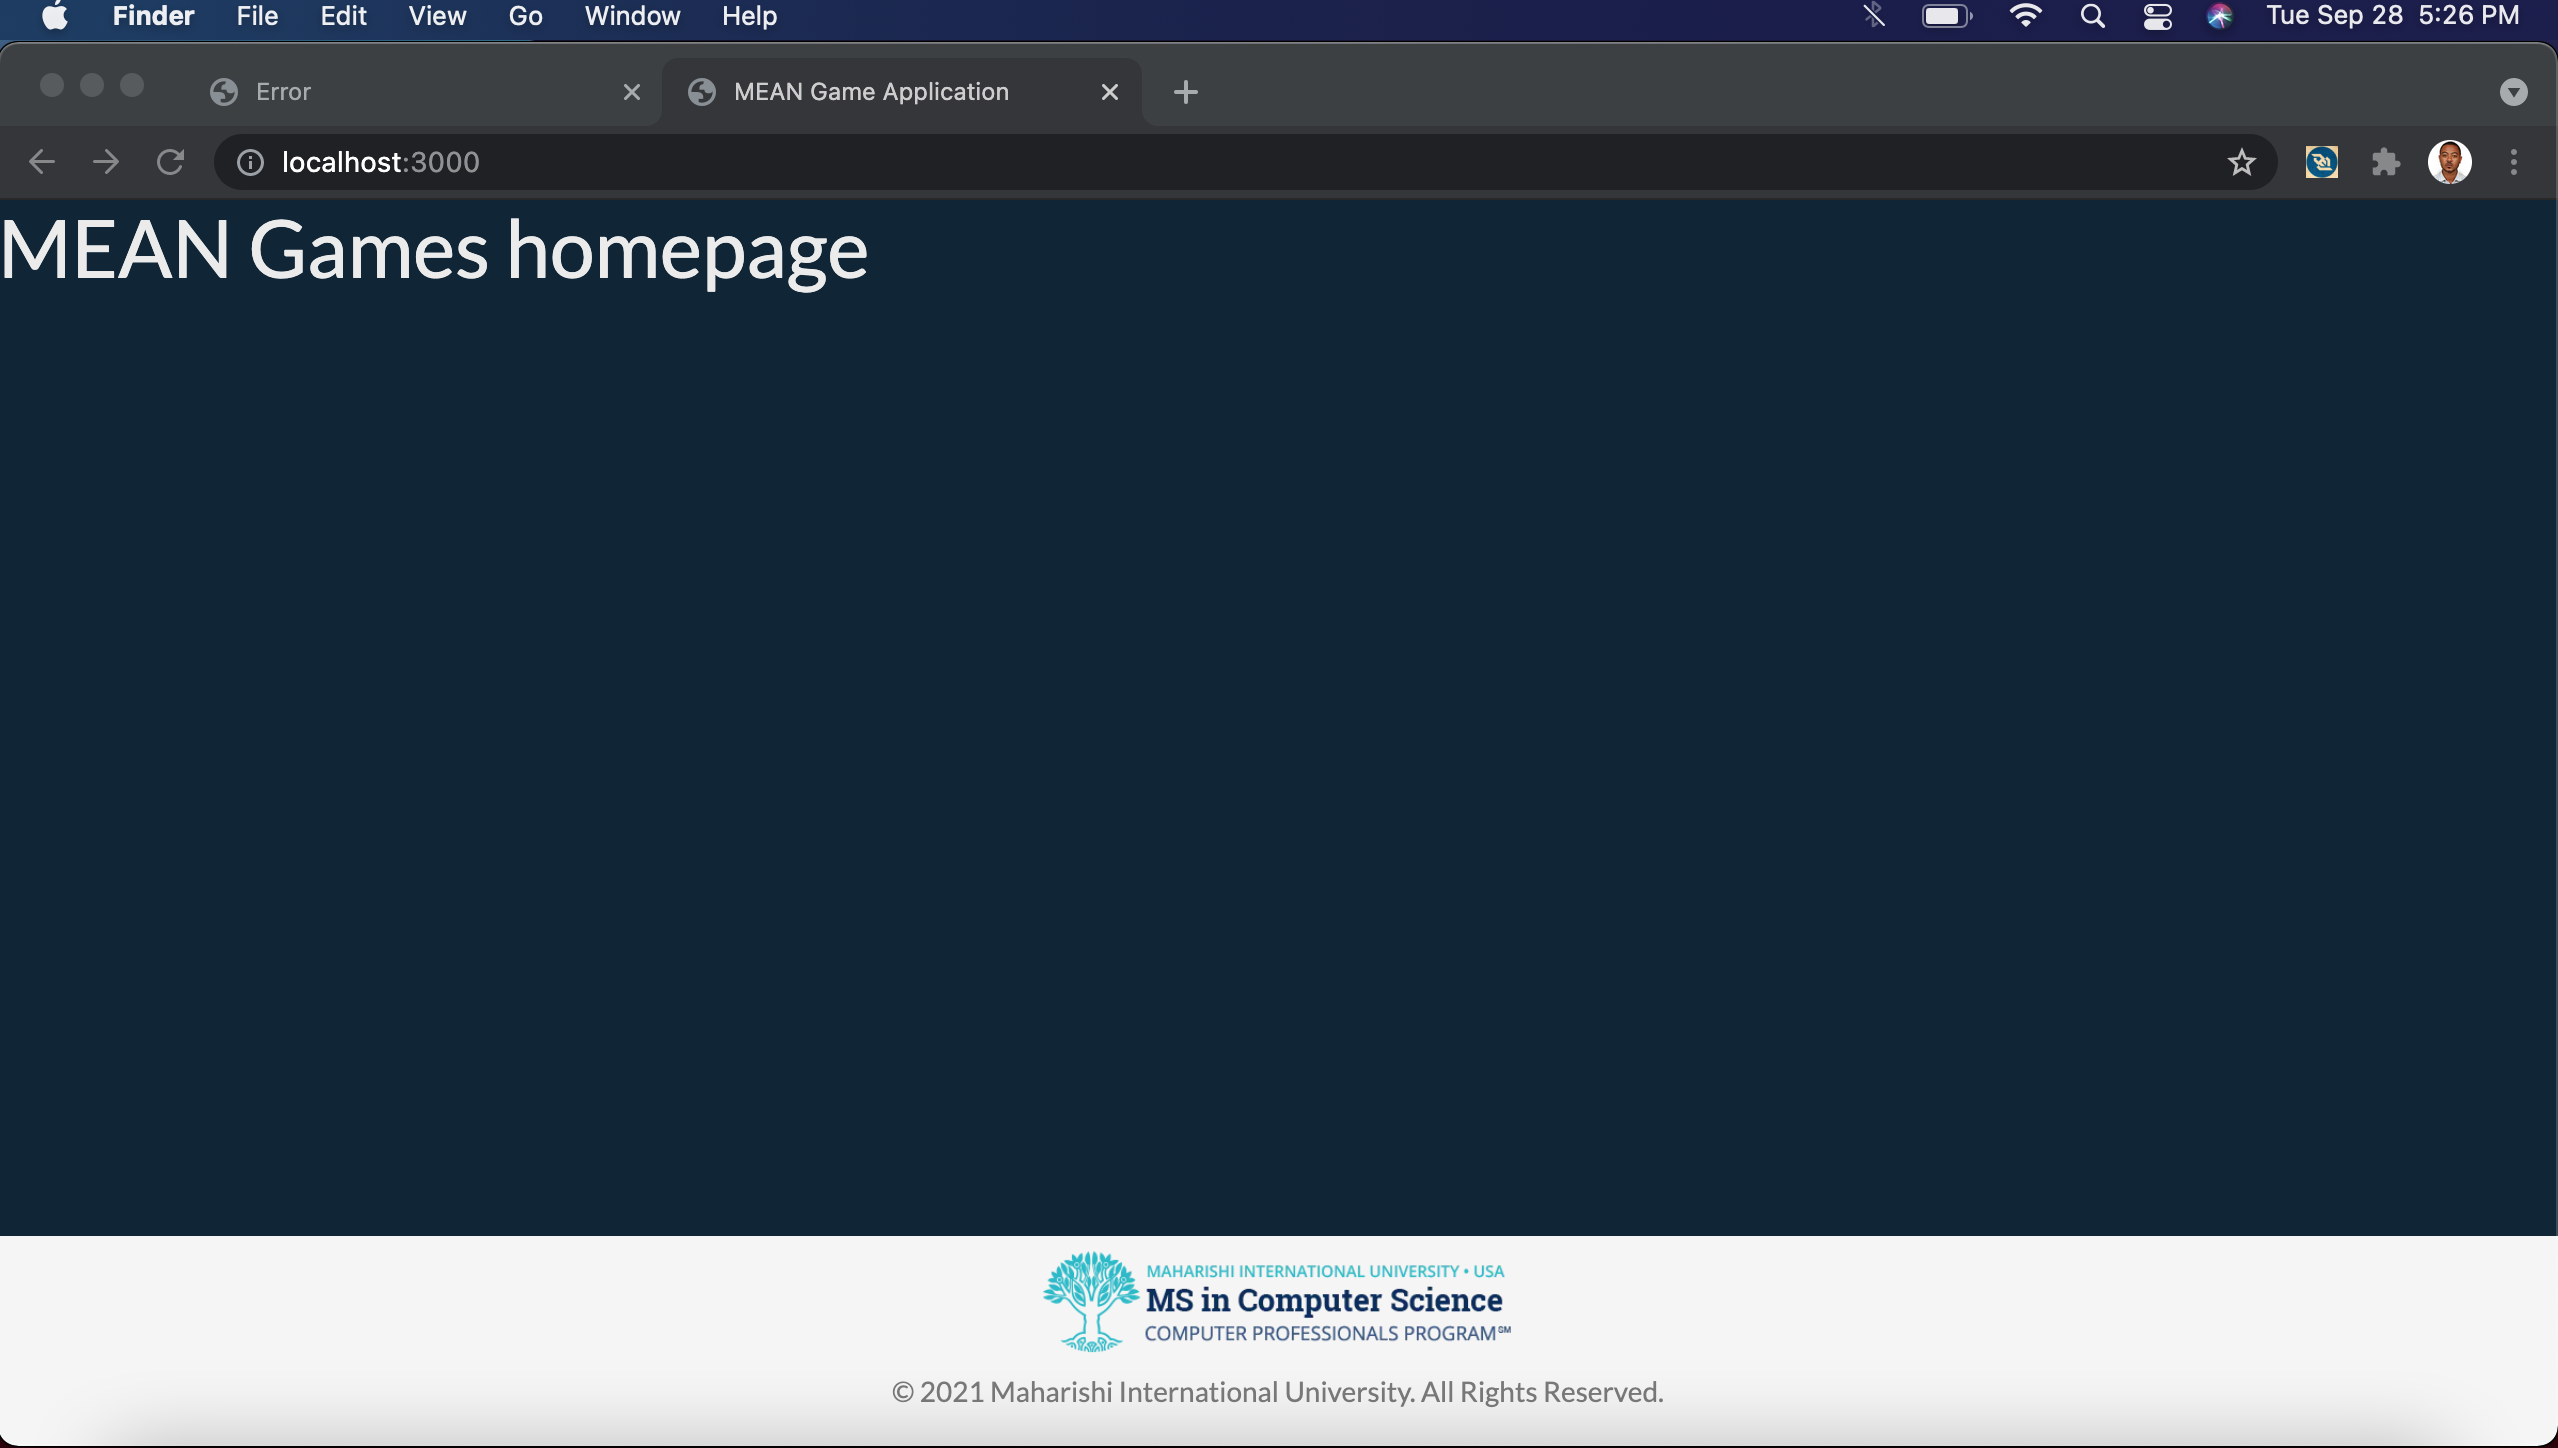 Finder File Edit View Go Window Help Tue Sep 28 5:26 PM
Error MEAN Game Application
localhost:3000
MEAN Games homepage
MAHARISHI INTERNATIONAL UNIVERSITY • USA
MS in Computer Science
COMPUTER PROFESSIONALS PROGRAM℠
© 2021 Maharishi International University. All Rights Reserved.